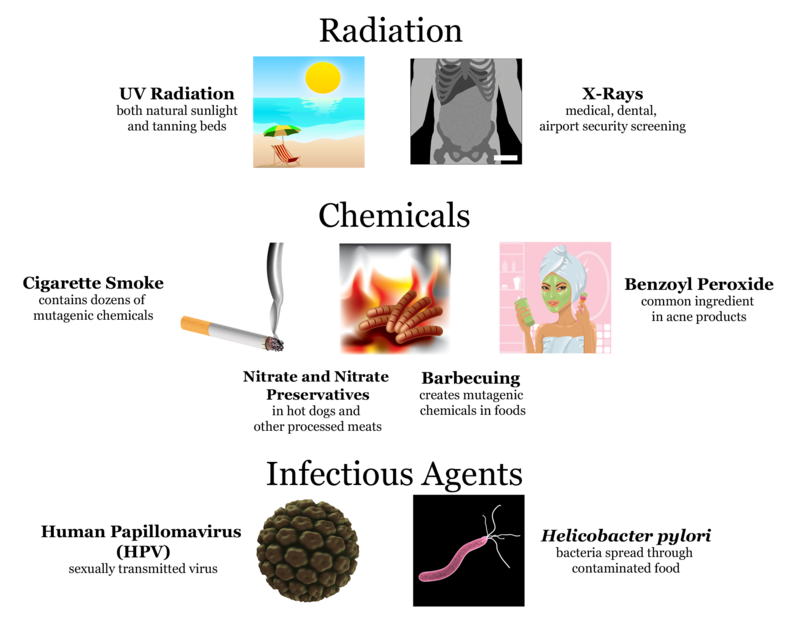 Radiation
UV Radiation
both natural sunlight
and tanning beds
X-Rays
medical, dental,
airport security screening
Chemicals
Cigarette Smoke
contains dozens of
mutagenic chemicals
Benzoyl Peroxide
common ingredient
in acne products
Nitrate and Nitrate
Preservatives
in hot dogs and
other processed meats
Barbecuing
creates mutagenic
chemicals in foods
Infectious Agents
Human Papillomavirus
(HPV)
sexually transmitted virus
Helicobacter pylori
bacteria spread through
contaminated food